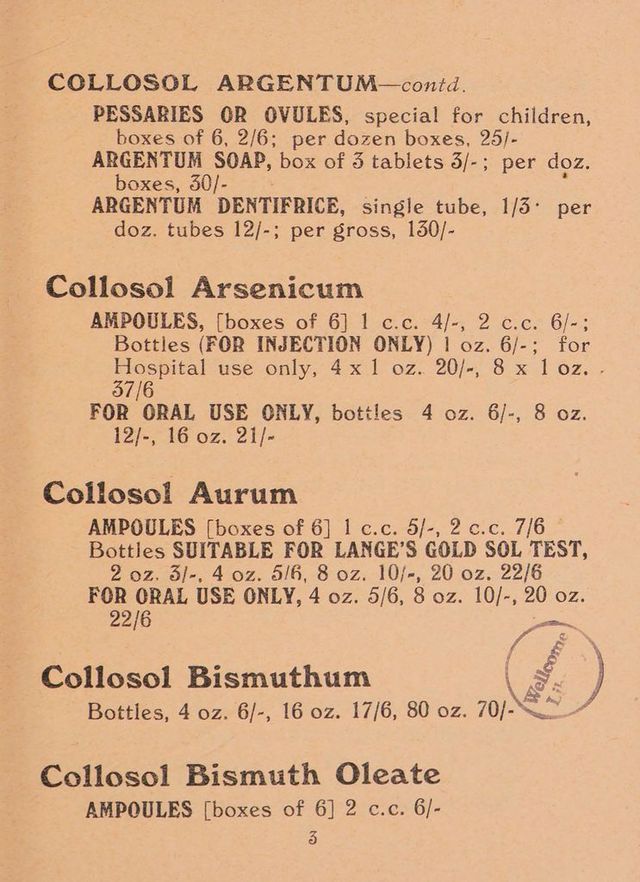 COLLOSOL ARGENTUM—contd.
PESSARIES OR OVULES, special for children,
boxes of 6, 2/6; per dozen boxes, 25/-
ARGENTUM SOAP, box of 3 tablets 3/-; per doz.
boxes, 30/-
ARGENTUM DENTIFRICE, single tube, 1/3· per
doz. tubes 12/-; per gross, 130/-
Collosol Arsenicum
AMPOULES, [boxes of 6] 1 c.c. 4/-, 2 c.c. 6/-;
Bottles (FOR INJECTION ONLY) 1 oz. 6/-; for
Hospital use only, 4 x 1 oz. 20/-, 8 x 1 oz.
37/6
FOR ORAL USE ONLY, bottles 4 oz. 6/-, 8 oz.
12/-, 16 oz. 21/-
Collosol Aurum
AMPOULES [boxes of 6] 1 c.c. 5/-, 2 c.c. 7/6
Bottles SUITABLE FOR LANGE'S GOLD SOL TEST,
2 oz. 3/-, 4 oz. 5/6, 8 oz. 10/-, 20 oz. 22/6
FOR ORAL USE ONLY, 4 oz. 5/6, 8 oz. 10/-, 20 oz.
22/6
Collosol Bismuthum
Bottles, 4 oz. 6/-, 16 oz. 17/6, 80 oz. 70/-
Wellcome
Collosol Bismuth Oleate
AMPOULES [boxes of 6] 2 c.c. 6/-
3